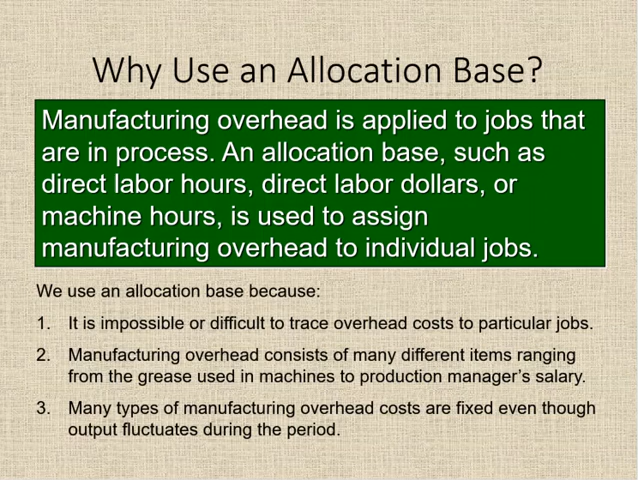 Why Use an Allocation Base?
Manufacturing overhead is applied to jobs that
are in process. An allocation base, such as
direct labor hours, direct labor dollars, or
machine hours, is used to assign
manufacturing overhead to individual jobs.
We use an allocation base because:
1. It is impossible or difficult to trace overhead costs to particular jobs.
2. Manufacturing overhead consists of many different items ranging
from the grease used in machines to production manager’s salary.
3. Many types of manufacturing overhead costs are fixed even though
output fluctuates during the period.